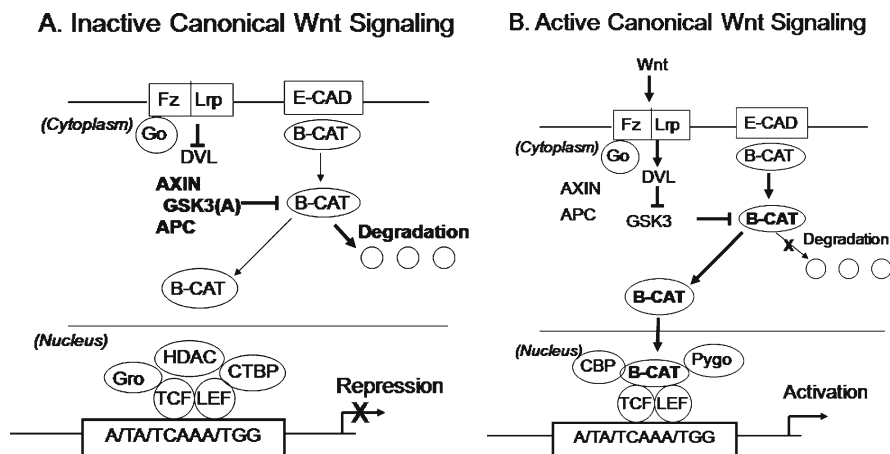 A. Inactive Canonical Wnt Signaling
Fz Lrp
E-CAD
(Cytoplasm)
Go
B-CAT
DVL
AXIN
GSK3(A)
APC
B-CAT
Degradation
B-CAT
(Nucleus)
HDAC
Gro
CTBP
TCF LEF
Repression
X
A/TA/TCAAA/TGG
B. Active Canonical Wnt Signaling
Wnt
Fz Lrp
E-CAD
(Cytoplasm)
Go
B-CAT
DVL
AXIN
APC
GSK3
B-CAT
X
Degradation
B-CAT
(Nucleus)
CBP
B-CAT
Pygo
TCF LEF
Activation
A/TA/TCAAA/TGG